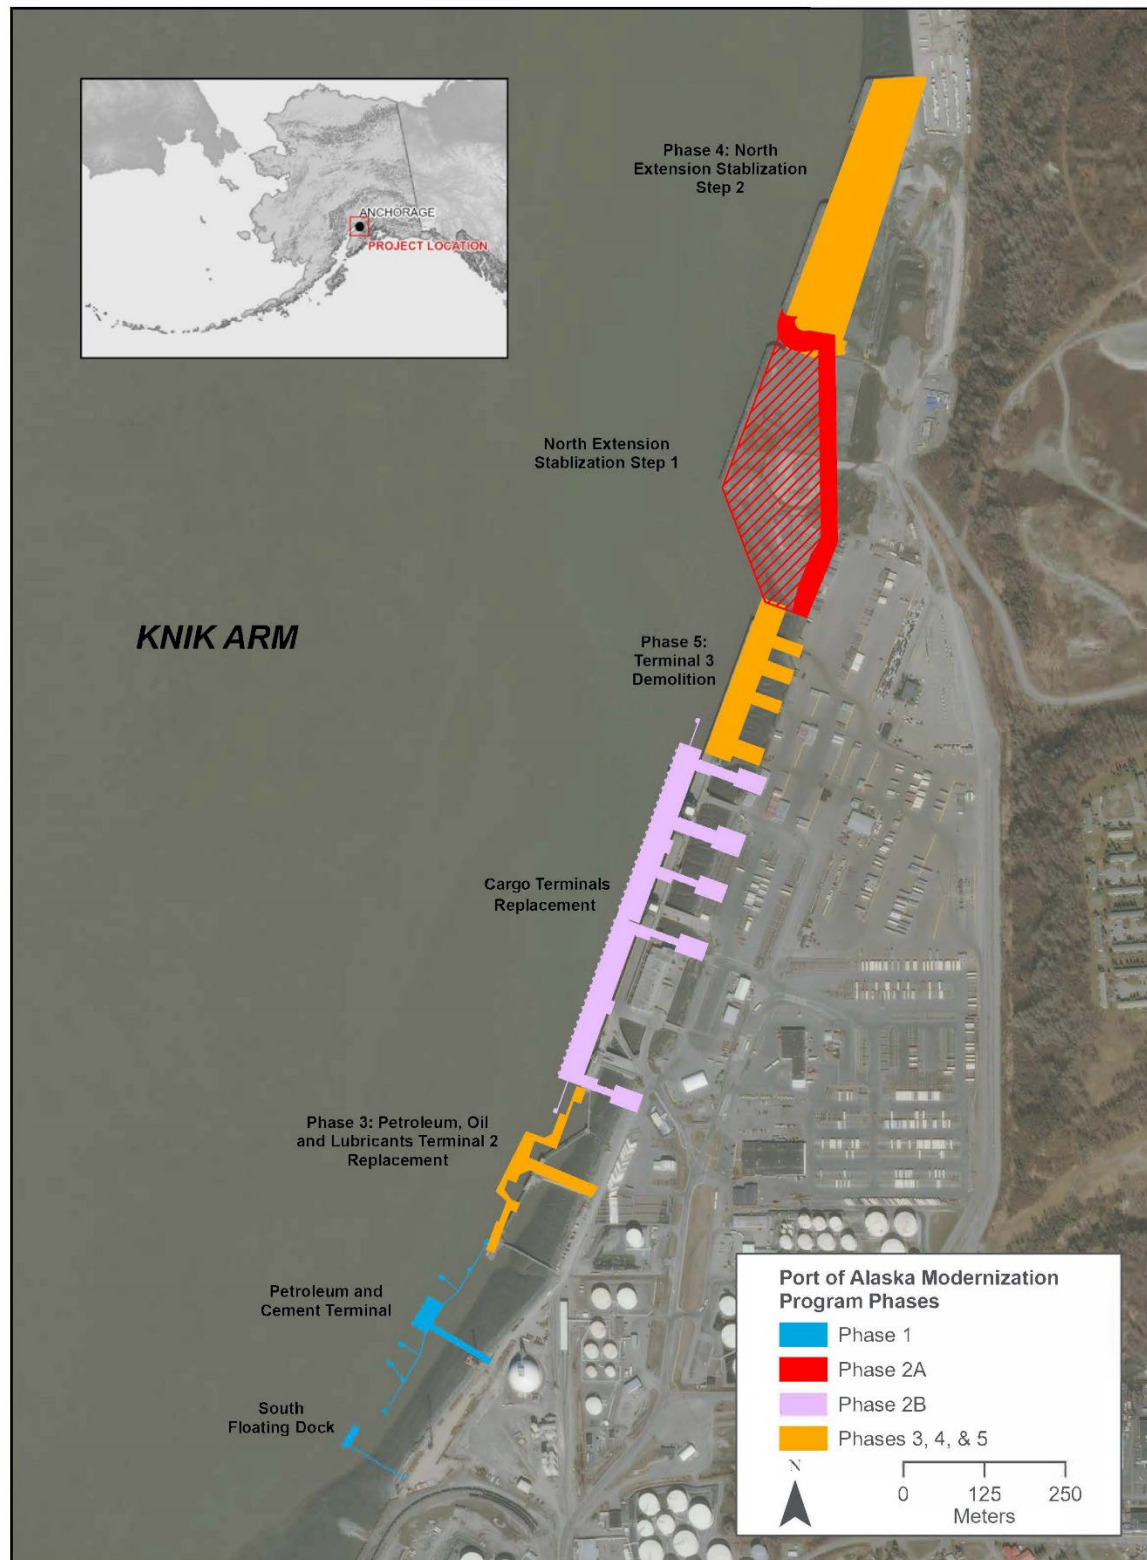 ANCHORAGE
PROJECT LOCATION
Phase 4: North
Extension Stablization
Step 2
North Extension
Stablization Step 1
KNIK ARM
Phase 5:
Terminal 3
Demolition
Cargo Terminals
Replacement
Phase 3: Petroleum, Oil
and Lubricants Terminal 2
Replacement
Petroleum and
Cement Terminal
South
Floating Dock
Port of Alaska Modernization
Program Phases
Phase 1
Phase 2A
Phase 2B
Phases 3, 4, & 5
N
0 125 250
Meters